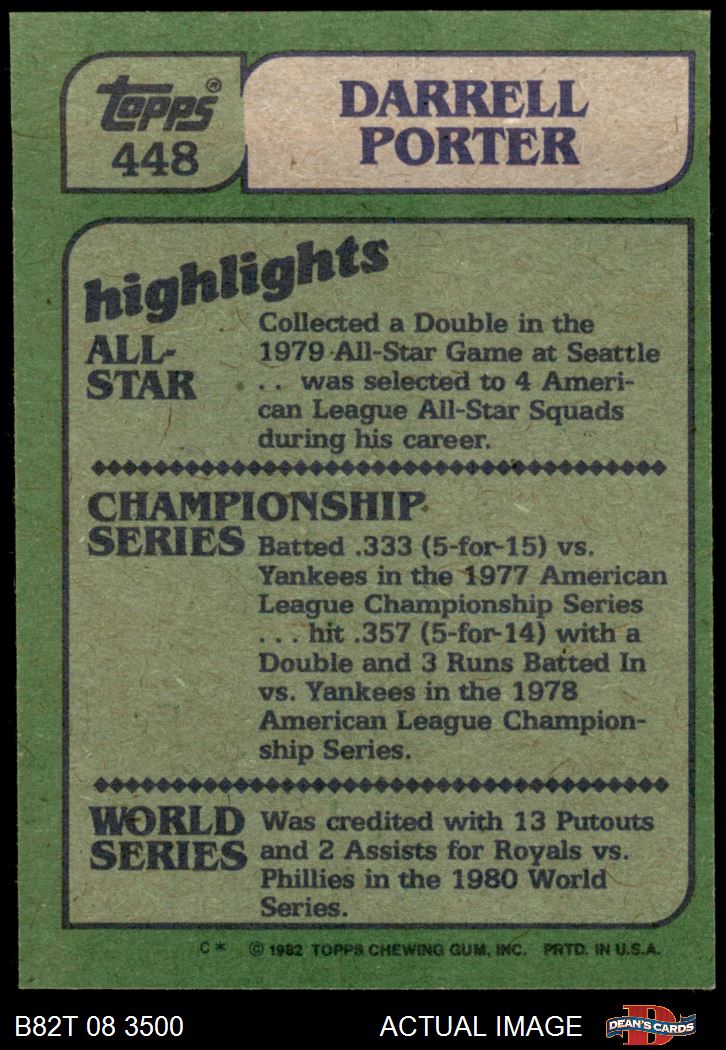 Topps®
448
DARRELL
PORTER
highlights
ALL-
STAR
Collected a Double in the
1979 All-Star Game at Seattle
. . was selected to 4 Ameri-
can League All-Star Squads
during his career.
CHAMPIONSHIP
SERIES
Batted .333 (5-for-15) vs.
Yankees in the 1977 American
League Championship Series
. . . hit .357 (5-for-14) with a
Double and 3 Runs Batted In
vs. Yankees in the 1978
American League Champion-
ship Series.
WORLD
SERIES
Was credited with 13 Putouts
and 2 Assists for Royals vs.
Phillies in the 1980 World
Series.
C* © 1982 TOPPS CHEWING GUM, INC. PRTD. IN U.S.A.
B82T 08 3500
ACTUAL IMAGE
D
DEAN'S CARDS